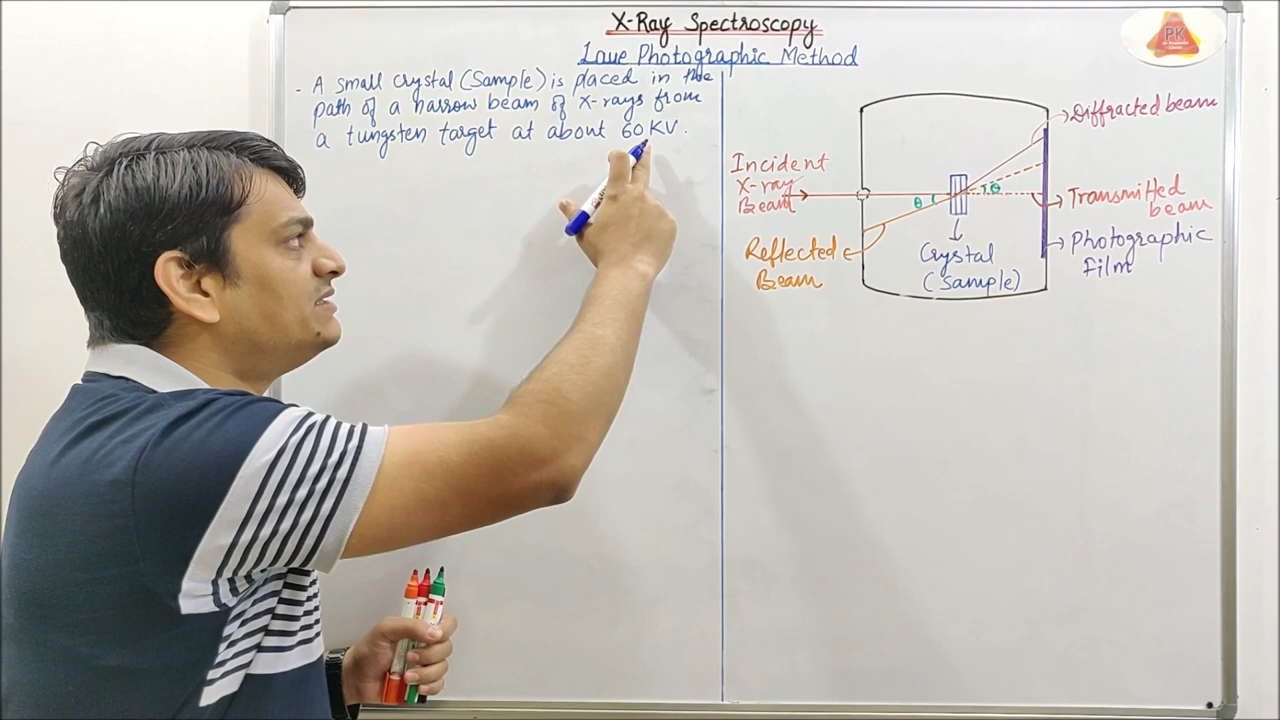 X-Ray Spectroscopy
Laue Photographic Method
- A small crystal (Sample) is placed in the
path of a narrow beam of X-rays from
a tungsten target at about 60 KV.
PK
Incident
X-ray
Beam
Reflected
Beam
θ
θ
Crystal
(Sample)
Diffracted beam
Transmitted
beam
Photographic
Film